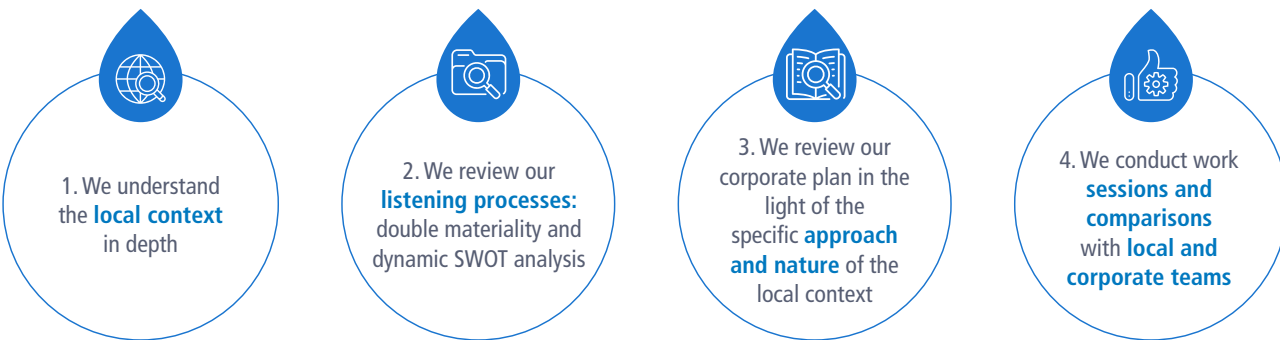 1. We understand
the local context
in depth
2. We review our
listening processes:
double materiality and
dynamic SWOT analysis
3. We review our
corporate plan in the
light of the
specific approach
and nature of the
local context
4. We conduct work
sessions and
comparisons
with local and
corporate teams